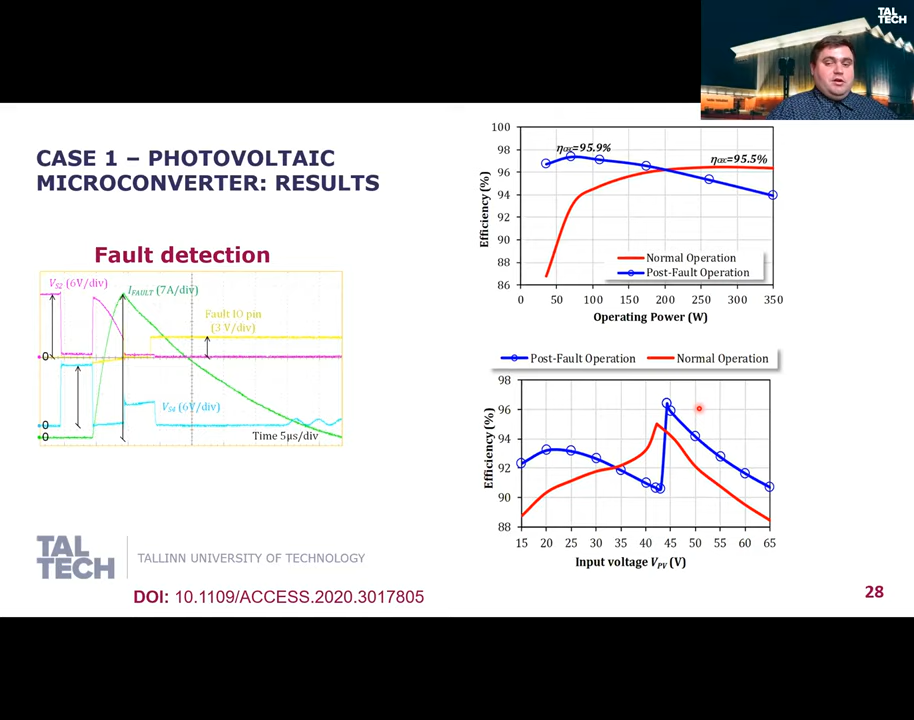 TAL
TECH
CASE 1 – PHOTOVOLTAIC
MICROCONVERTER: RESULTS
Fault detection
VS2 (6V/div)
IFAULT (7A/div)
Fault IO pin
(3 V/div)
VS4 (6V/div)
Time 5µs/div
0
0
0
Efficiency (%)
100
98
96
94
92
90
88
86
ηCEC=95.9%
ηCEC=95.5%
Normal Operation
Post-Fault Operation
0 50 100 150 200 250 300 350
Operating Power (W)
Post-Fault Operation Normal Operation
Efficiency (%)
98
96
94
92
90
88
15 20 25 30 35 40 45 50 55 60 65
Input voltage VPV (V)
TAL
TECH
TALLINN UNIVERSITY OF TECHNOLOGY
DOI: 10.1109/ACCESS.2020.3017805
28